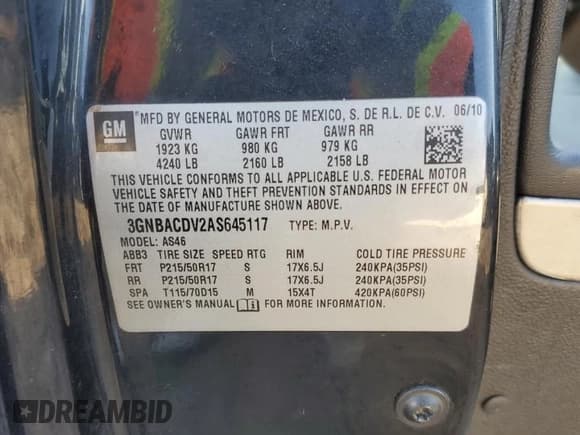 GM
MFD BY GENERAL MOTORS DE MEXICO, S. DE R.L. DE C.V. 06/10
GVWR GAWR FRT GAWR RR
1923 KG 980 KG 979 KG
4240 LB 2160 LB 2158 LB
THIS VEHICLE CONFORMS TO ALL APPLICABLE U.S. FEDERAL MOTOR
VEHICLE SAFETY AND THEFT PREVENTION STANDARDS IN EFFECT ON
THE DATE OF MANUFACTURE SHOWN ABOVE.
3GNBACDV2AS645117 TYPE: M.P.V.
MODEL: AS46
ABB3 TIRE SIZE SPEED RTG RIM COLD TIRE PRESSURE
FRT P215/50R17 S 17X6.5J 240KPA(35PSI)
RR P215/50R17 S 17X6.5J 240KPA(35PSI)
SPA T115/70D15 M 15X4T 420KPA(60PSI)
SEE OWNER'S MANUAL FOR MORE INFORMATION.
DREAMBID